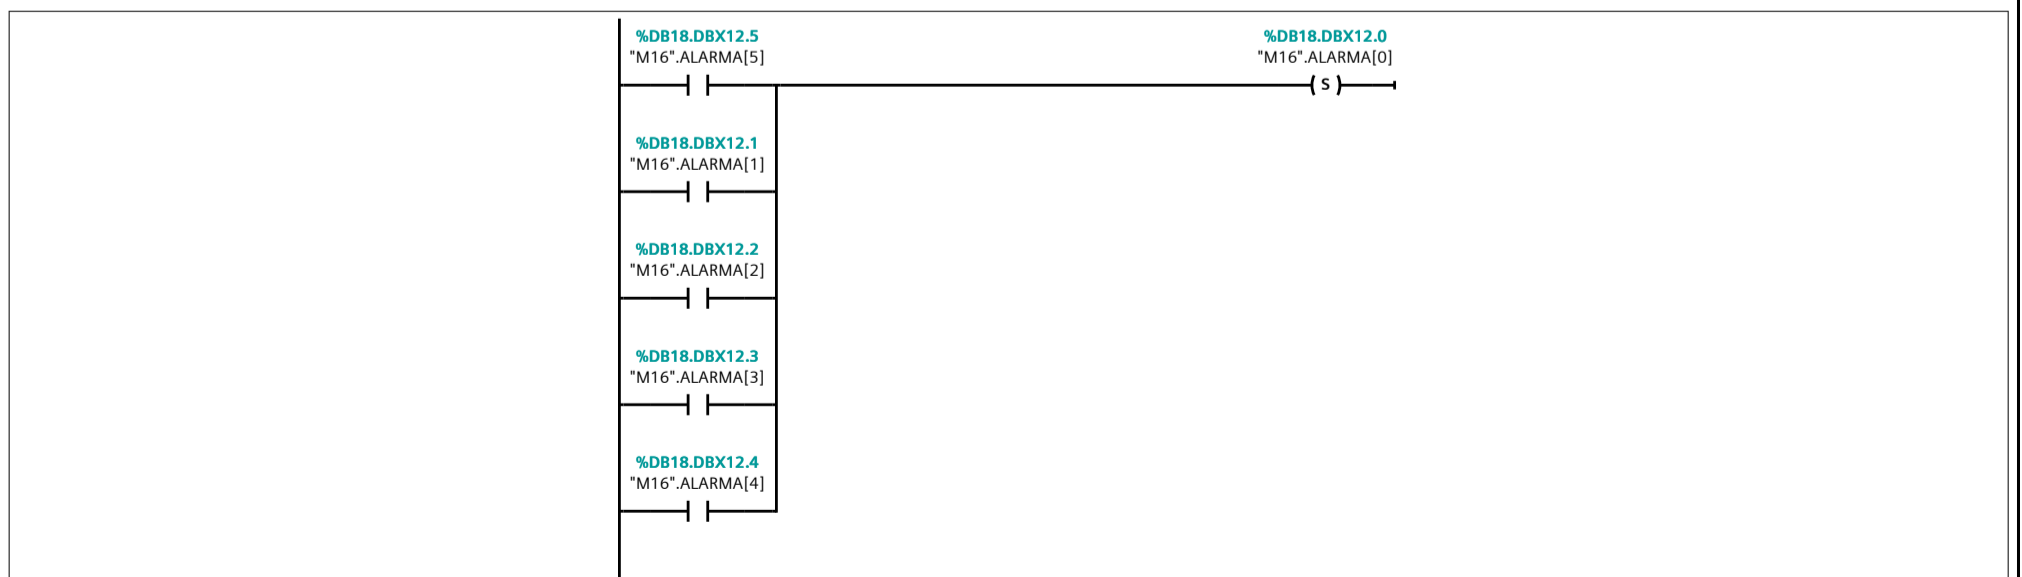 %DB18.DBX12.5
"M16".ALARMA[5]
%DB18.DBX12.0
"M16".ALARMA[0]
S
%DB18.DBX12.1
"M16".ALARMA[1]
%DB18.DBX12.2
"M16".ALARMA[2]
%DB18.DBX12.3
"M16".ALARMA[3]
%DB18.DBX12.4
"M16".ALARMA[4]